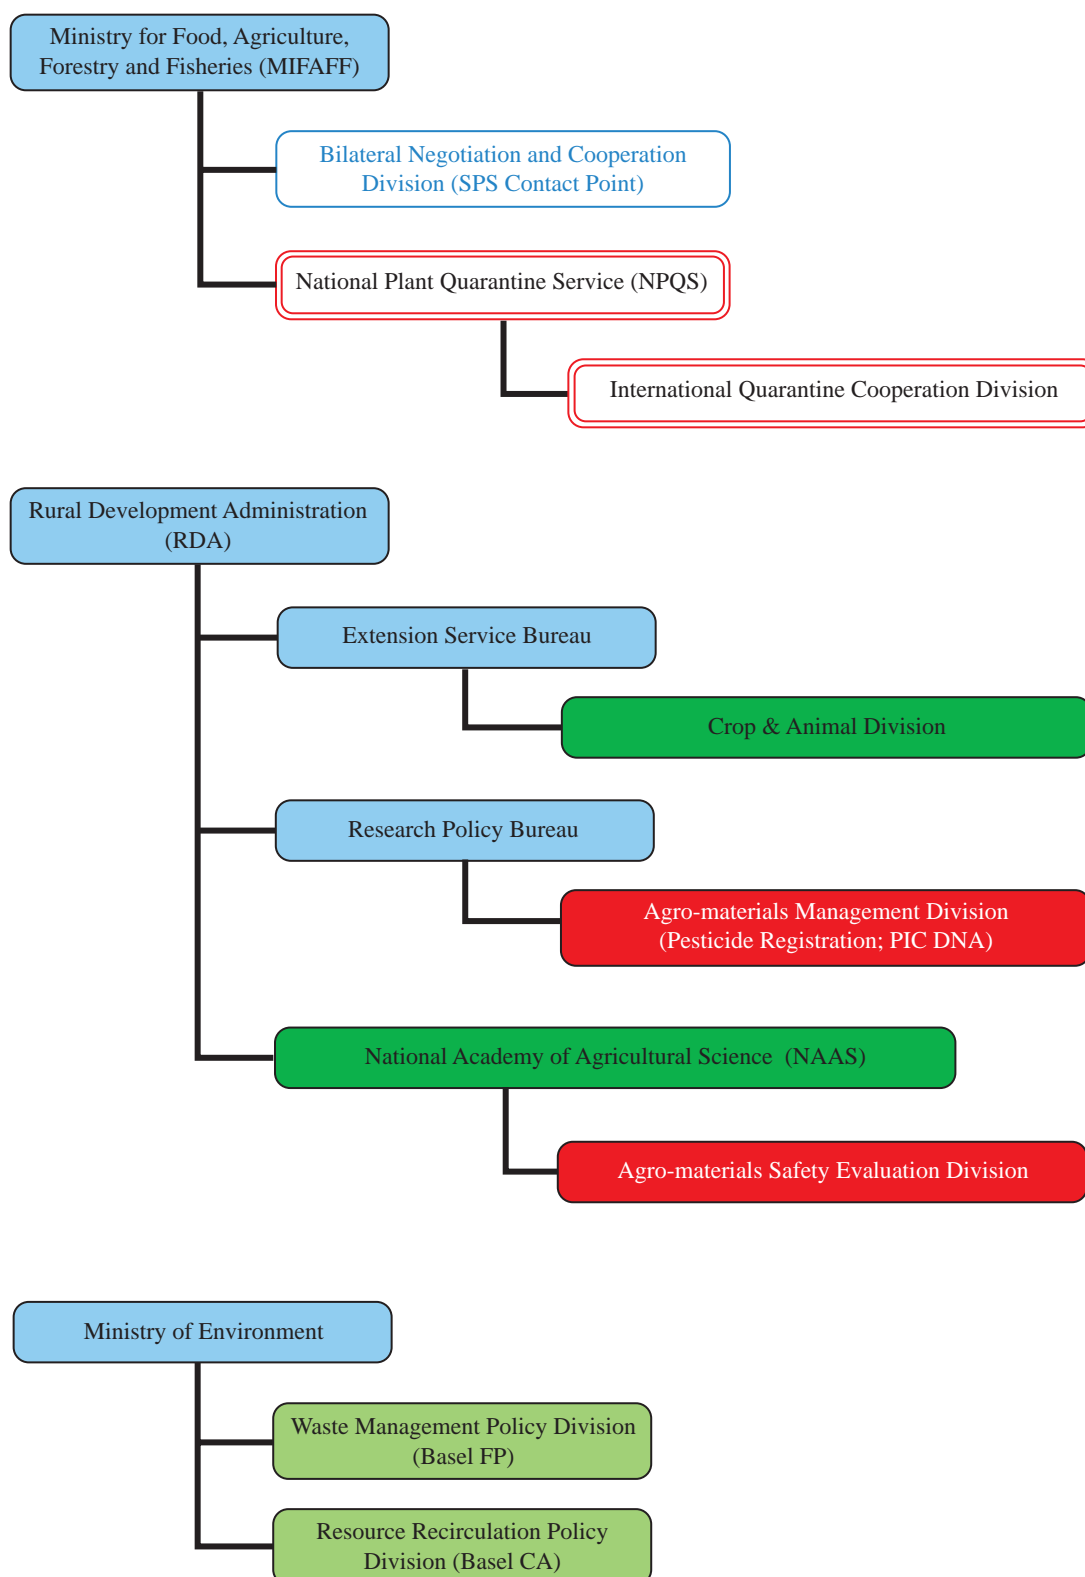 Ministry for Food, Agriculture,
Forestry and Fisheries (MIFAFF)
Bilateral Negotiation and Cooperation
Division (SPS Contact Point)
National Plant Quarantine Service (NPQS)
International Quarantine Cooperation Division
Rural Development Administration
(RDA)
Extension Service Bureau
Crop & Animal Division
Research Policy Bureau
Agro-materials Management Division
(Pesticide Registration; PIC DNA)
National Academy of Agricultural Science (NAAS)
Agro-materials Safety Evaluation Division
Ministry of Environment
Waste Management Policy Division
(Basel FP)
Resource Recirculation Policy
Division (Basel CA)